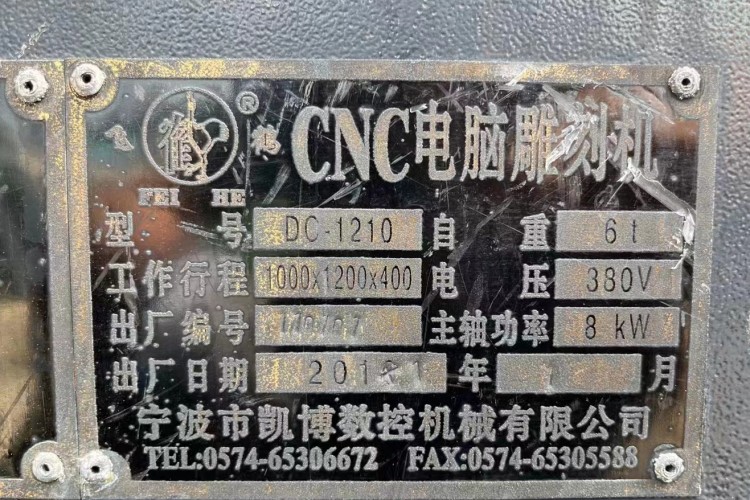 飞鹤® CNC电脑雕刻机
FEI HE
型号 DC-1210 自重 6t
工作行程 1000x1200x400 电压 380V
出厂编号 主轴功率 8 kW
出厂日期 201 年 月
宁波市凯博数控机械有限公司
TEL:0574-65306672 FAX:0574-65305588